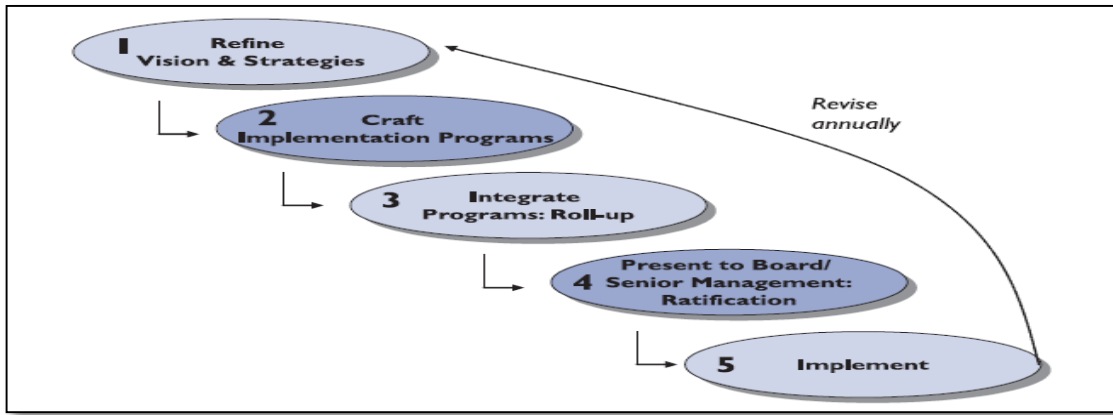 1 Refine
Vision & Strategies
Revise
annually
2 Craft
Implementation Programs
3 Integrate
Programs: Roll-up
Present to Board/
4 Senior Management:
Ratification
5 Implement